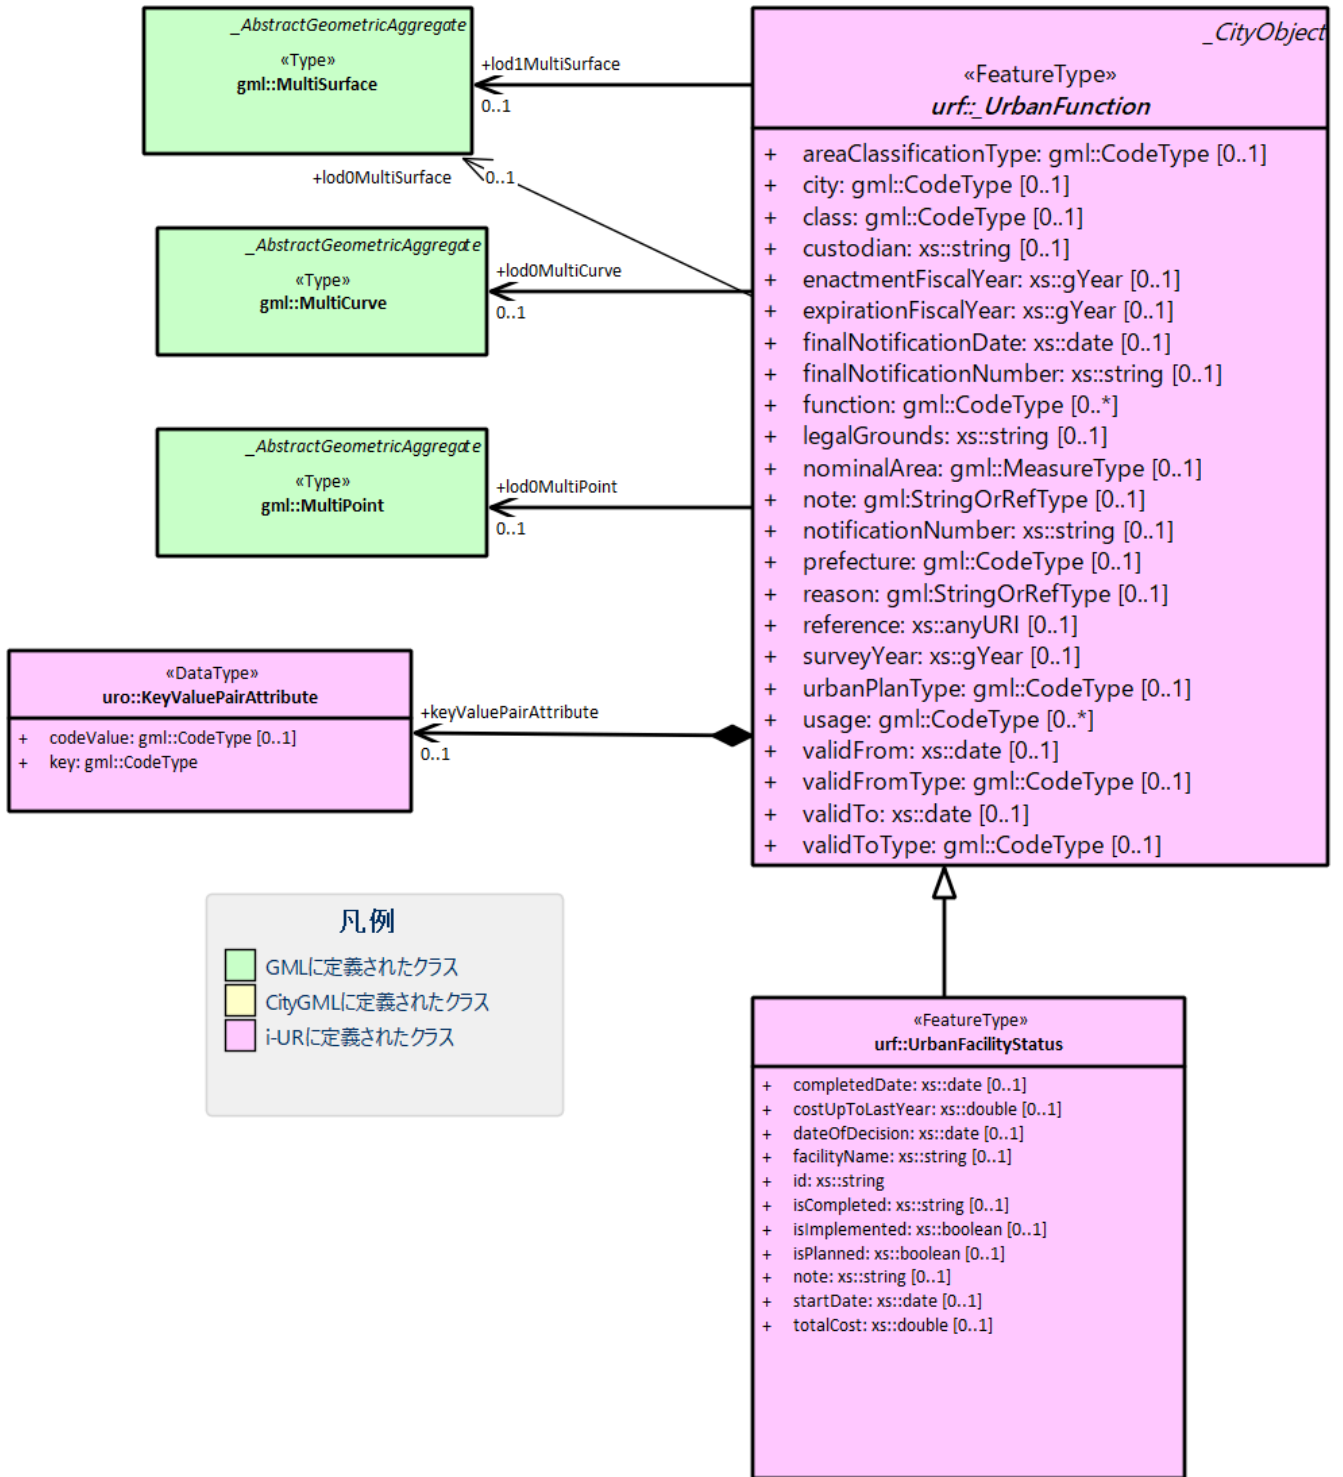 _AbstractGeometricAggregate
«Type»
gml::MultiSurface
+lod1MultiSurface
0..1
+lod0MultiSurface
0..1
_AbstractGeometricAggregate
«Type»
gml::MultiCurve
+lod0MultiCurve
0..1
_AbstractGeometricAggregate
«Type»
gml::MultiPoint
+lod0MultiPoint
0..1
«DataType»
uro::KeyValuePairAttribute
+ codeValue: gml::CodeType [0..1]
+ key: gml::CodeType
+keyValuePairAttribute
0..1
_CityObject
«FeatureType»
urf::_UrbanFunction
+ areaClassificationType: gml::CodeType [0..1]
+ city: gml::CodeType [0..1]
+ class: gml::CodeType [0..1]
+ custodian: xs::string [0..1]
+ enactmentFiscalYear: xs::gYear [0..1]
+ expirationFiscalYear: xs::gYear [0..1]
+ finalNotificationDate: xs::date [0..1]
+ finalNotificationNumber: xs::string [0..1]
+ function: gml::CodeType [0..*]
+ legalGrounds: xs::string [0..1]
+ nominalArea: gml::MeasureType [0..1]
+ note: gml:StringOrRefType [0..1]
+ notificationNumber: xs::string [0..1]
+ prefecture: gml::CodeType [0..1]
+ reason: gml:StringOrRefType [0..1]
+ reference: xs::anyURI [0..1]
+ surveyYear: xs::gYear [0..1]
+ urbanPlanType: gml::CodeType [0..1]
+ usage: gml::CodeType [0..*]
+ validFrom: xs::date [0..1]
+ validFromType: gml::CodeType [0..1]
+ validTo: xs::date [0..1]
+ validToType: gml::CodeType [0..1]
凡例
GMLに定義されたクラス
CityGMLに定義されたクラス
i-URに定義されたクラス
«FeatureType»
urf::UrbanFacilityStatus
+ completedDate: xs::date [0..1]
+ costUpToLastYear: xs::double [0..1]
+ dateOfDecision: xs::date [0..1]
+ facilityName: xs::string [0..1]
+ id: xs::string
+ isCompleted: xs::string [0..1]
+ isImplemented: xs::boolean [0..1]
+ isPlanned: xs::boolean [0..1]
+ note: xs::string [0..1]
+ startDate: xs::date [0..1]
+ totalCost: xs::double [0..1]